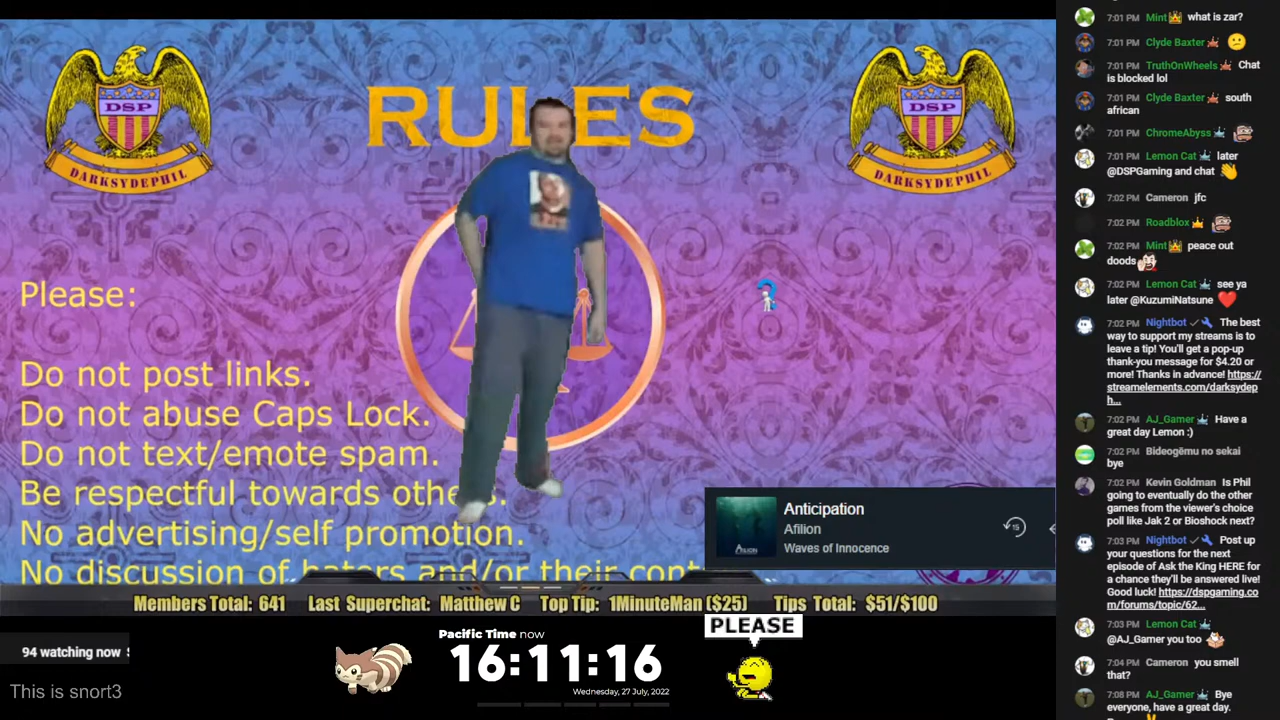 DSP
DARKSYDEPHIL
RULES
DSP
DARKSYDEPHIL
Please:
Do not post links.
Do not abuse Caps Lock.
Do not text/emote spam.
Be respectful towards others.
No advertising/self promotion.
No discussion of haters and/or their cont
Anticipation
Afilion
Waves of Innocence
15
AFILION
Members Total: 641 Last Superchat: Matthew C Top Tip: 1MinuteMan ($25) Tips Total: $51/$100
PLEASE
94 watching now
This is snort3
Pacific Time now
16:11:16
Wednesday, 27 July, 2022
7:01 PM Mint what is zar?
7:01 PM Clyde Baxter
7:01 PM TruthOnWheels Chat
is blocked lol
7:01 PM Clyde Baxter south
african
7:01 PM ChromeAbyss
7:01 PM Lemon Cat later
@DSPGaming and chat
7:02 PM Cameron jfc
7:02 PM Roadblox
7:02 PM Mint peace out
doods
7:02 PM Lemon Cat see ya
later @KuzumiNatsune
7:02 PM Nightbot The best
way to support my streams is to
leave a tip! You'll get a pop-up
thank-you message for $4.20 or
more! Thanks in advance! https://
streamelements.com/darksydep
h...
7:02 PM AJ_Gamer Have a
great day Lemon :)
7:02 PM Bideogēmu no sekai
bye
7:02 PM Kevin Goldman Is Phil
going to eventually do the other
games from the viewer's choice
poll like Jak 2 or Bioshock next?
7:03 PM Nightbot Post up
your questions for the next
episode of Ask the King HERE for
a chance they'll be answered live!
Good luck! https://dspgaming.co
m/forums/topic/62...
7:03 PM Lemon Cat
@AJ_Gamer you too
7:04 PM Cameron you smell
that?
7:08 PM AJ_Gamer Bye
everyone, have a great day.